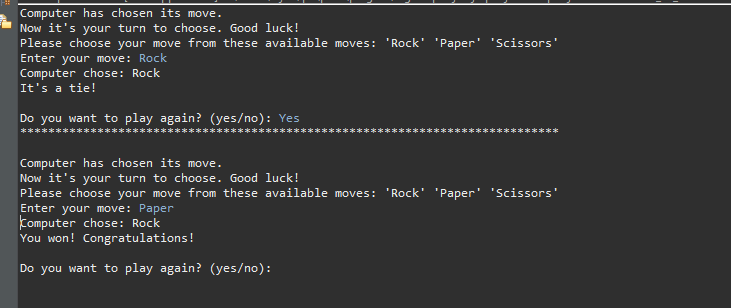 Computer has chosen its move.
Now it's your turn to choose. Good luck!
Please choose your move from these available moves: 'Rock' 'Paper' 'Scissors'
Enter your move: Rock
Computer chose: Rock
It's a tie!
Do you want to play again? (yes/no): Yes
*****************************************************************************
Computer has chosen its move.
Now it's your turn to choose. Good luck!
Please choose your move from these available moves: 'Rock' 'Paper' 'Scissors'
Enter your move: Paper
Computer chose: Rock
You won! Congratulations!
Do you want to play again? (yes/no):